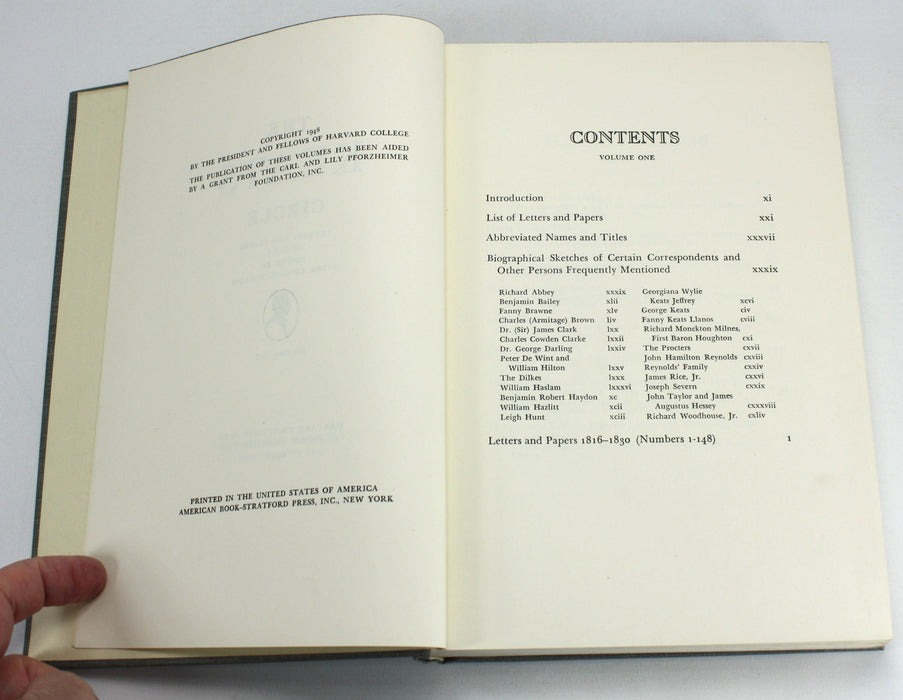 COPYRIGHT 1948
BY THE PRESIDENT AND FELLOWS OF HARVARD COLLEGE
THE PUBLICATION OF THESE VOLUMES HAS BEEN AIDED
BY A GRANT FROM THE CARL AND LILY PFORZHEIMER
FOUNDATION, INC.
PRINTED IN THE UNITED STATES OF AMERICA
AMERICAN BOOK–STRATFORD PRESS, INC., NEW YORK
CONTENTS
VOLUME ONE
Introduction xi
List of Letters and Papers xxi
Abbreviated Names and Titles xxxvii
Biographical Sketches of Certain Correspondents and
Other Persons Frequently Mentioned xxxix
Richard Abbey xxxix
Benjamin Bailey xlii
Fanny Brawne xlv
Charles (Armitage) Brown liv
Dr. (Sir) James Clark lxx
Charles Cowden Clarke lxxii
Dr. George Darling lxxiv
Peter De Wint and
William Hilton lxxv
The Dilkes lxxx
William Haslam lxxxvi
Benjamin Robert Haydon xc
William Hazlitt xcii
Leigh Hunt xciii
Georgiana Wylie
Keats Jeffrey xcvi
George Keats civ
Fanny Keats Llanos cviii
Richard Monckton Milnes,
First Baron Houghton cxi
The Procters cxvii
John Hamilton Reynolds cxviii
Reynolds' Family cxxiv
James Rice, Jr. cxxvi
Joseph Severn cxxix
John Taylor and James
Augustus Hessey cxxxviii
Richard Woodhouse, Jr. cxliv
Letters and Papers 1816–1830 (Numbers 1-148) 1